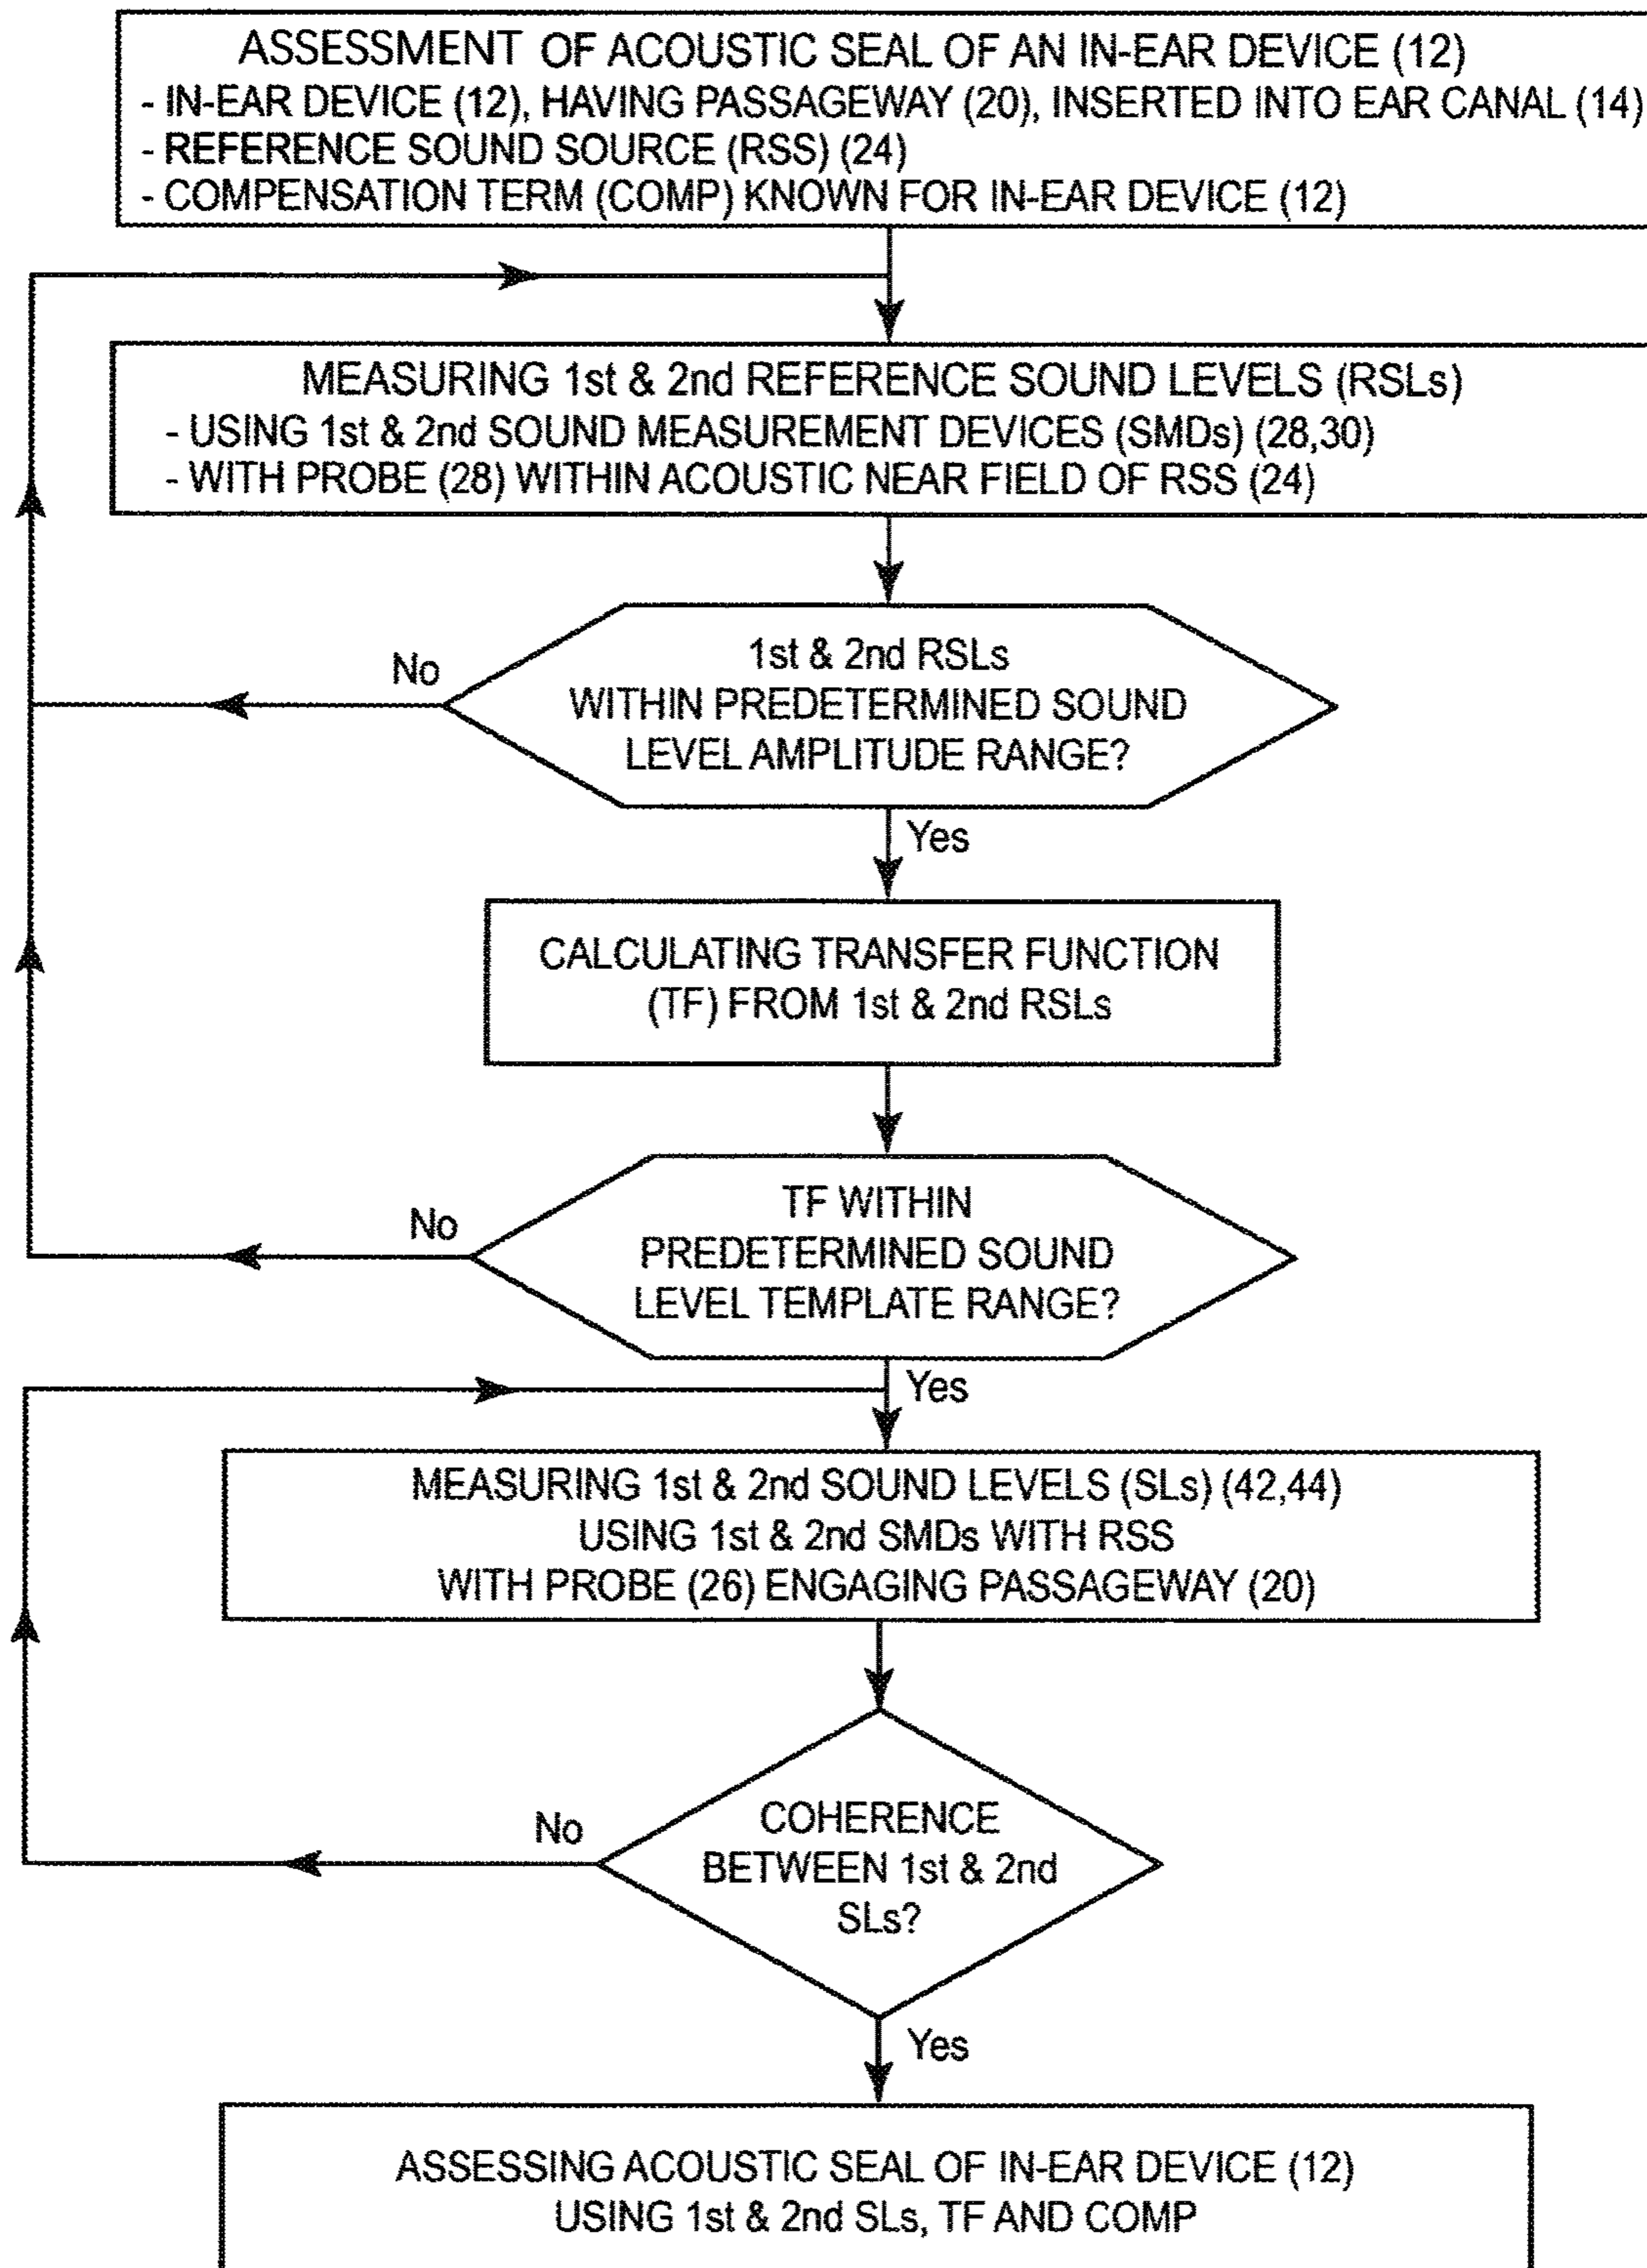 ASSESSMENT OF ACOUSTIC SEAL OF AN IN-EAR DEVICE (12)
- IN-EAR DEVICE (12), HAVING PASSAGEWAY (20), INSERTED INTO EAR CANAL (14)
- REFERENCE SOUND SOURCE (RSS) (24)
- COMPENSATION TERM (COMP) KNOWN FOR IN-EAR DEVICE (12)
MEASURING 1st & 2nd REFERENCE SOUND LEVELS (RSLs)
- USING 1st & 2nd SOUND MEASUREMENT DEVICES (SMDs) (28,30)
- WITH PROBE (28) WITHIN ACOUSTIC NEAR FIELD OF RSS (24)
No
1st & 2nd RSLs
WITHIN PREDETERMINED SOUND
LEVEL AMPLITUDE RANGE?
Yes
CALCULATING TRANSFER FUNCTION
(TF) FROM 1st & 2nd RSLs
No
TF WITHIN
PREDETERMINED SOUND
LEVEL TEMPLATE RANGE?
Yes
MEASURING 1st & 2nd SOUND LEVELS (SLs) (42,44)
USING 1st & 2nd SMDs WITH RSS
WITH PROBE (26) ENGAGING PASSAGEWAY (20)
No
COHERENCE
BETWEEN 1st & 2nd
SLs?
Yes
ASSESSING ACOUSTIC SEAL OF IN-EAR DEVICE (12)
USING 1st & 2nd SLs, TF AND COMP